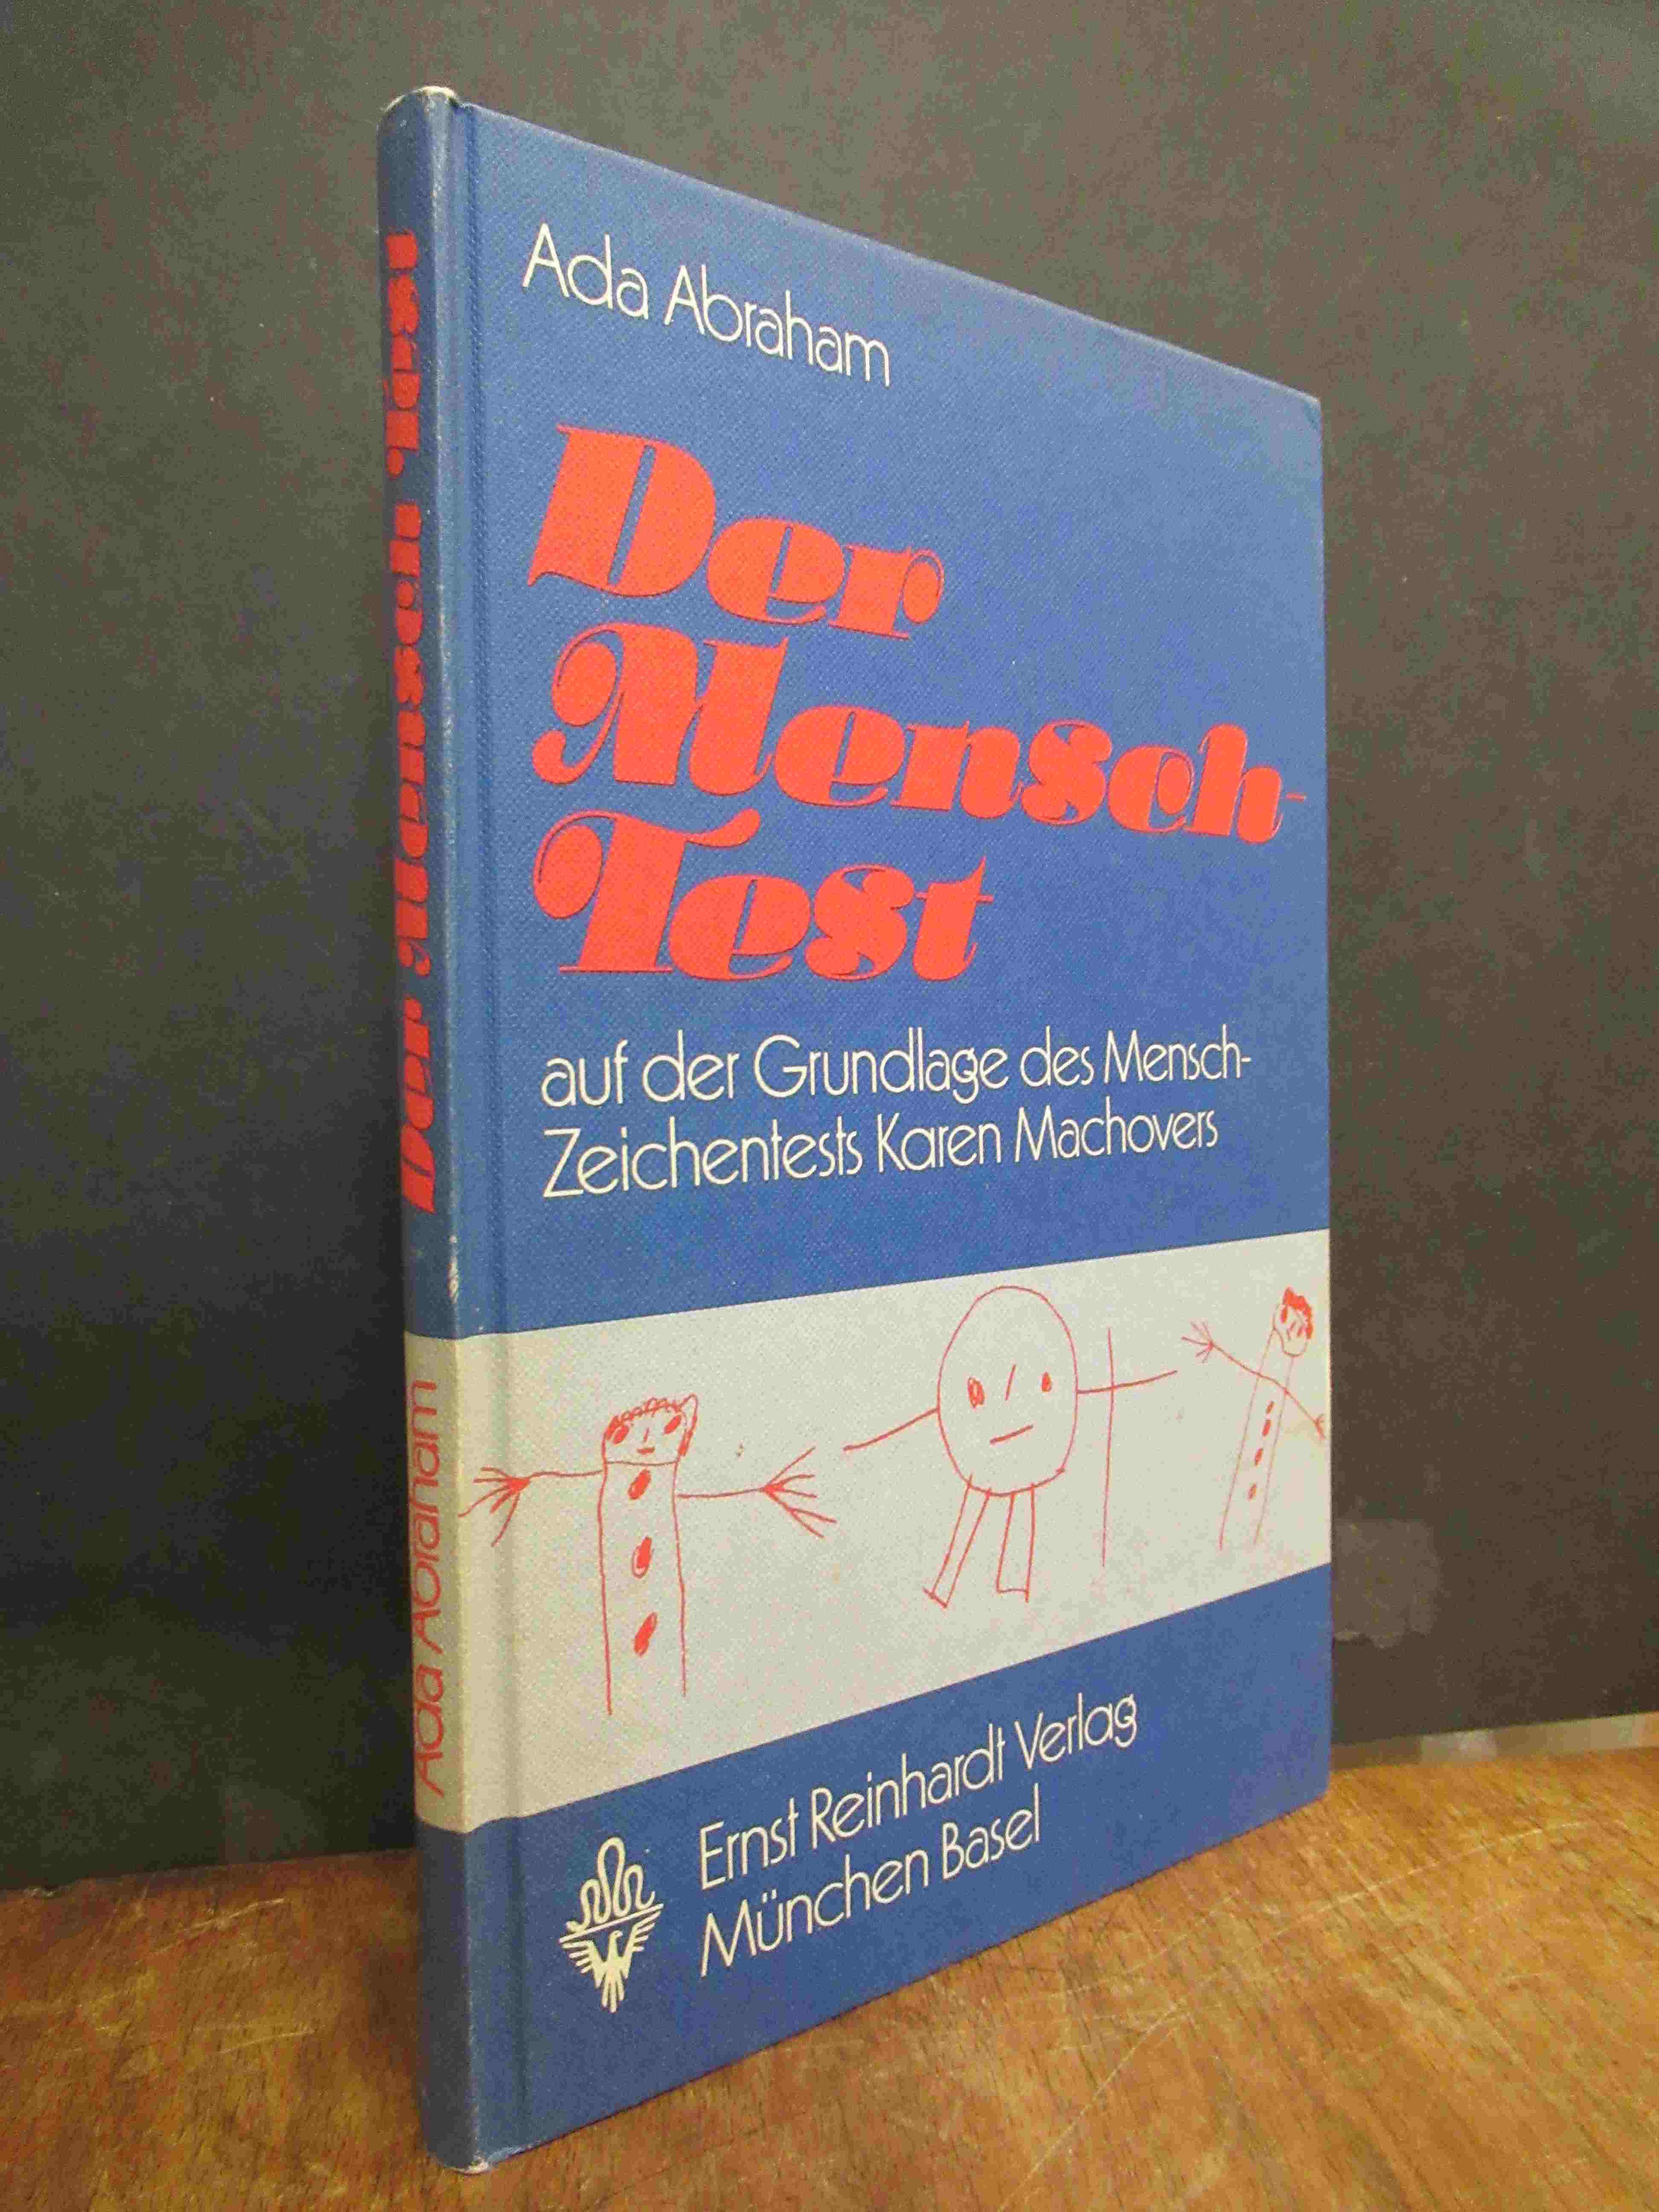 Ada Abraham
Der
Mensch-
Test
auf der Grundlage des Mensch-
Zeichentests Karen Machovers
Ernst Reinhardt Verlag
München Basel
Ada Abraham
Der Mensch-Test